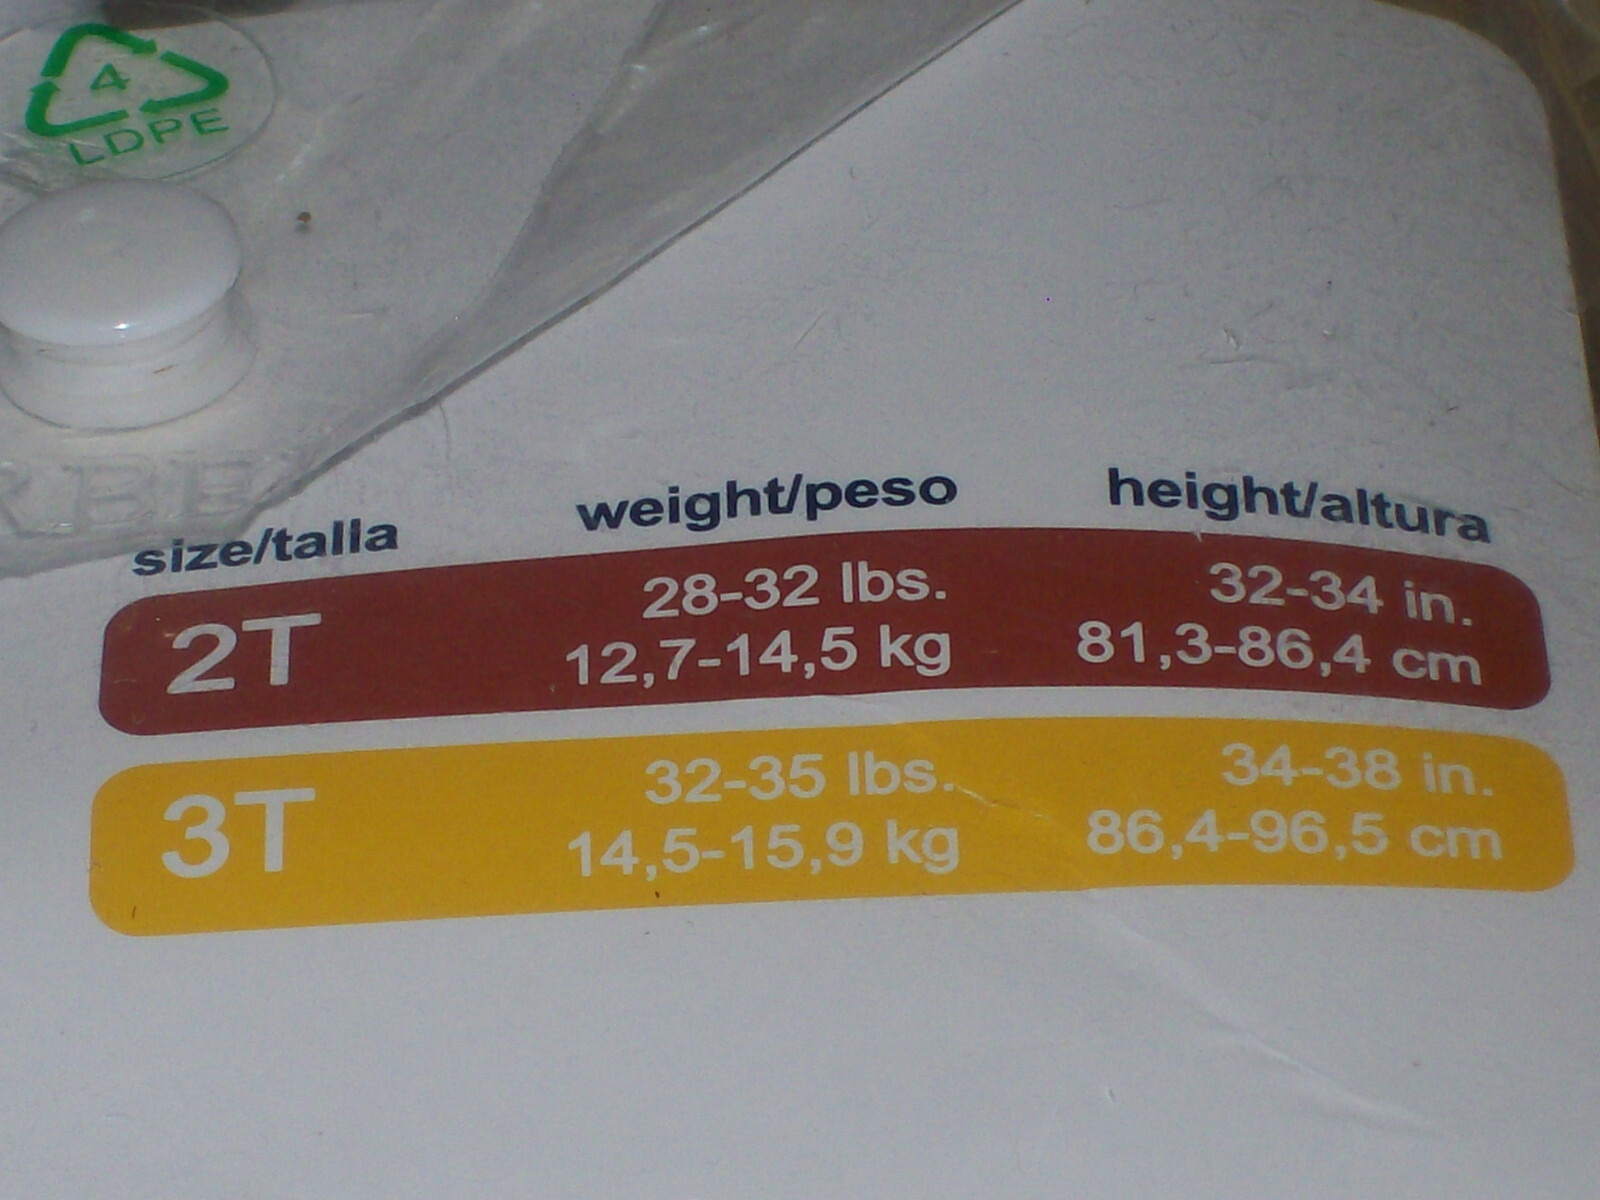 4
LDPE
size/talla weight/peso height/altura
2T 28-32 lbs. 32-34 in.
12,7-14,5 kg 81,3-86,4 cm
3T 32-35 lbs. 34-38 in.
14,5-15,9 kg 86,4-96,5 cm